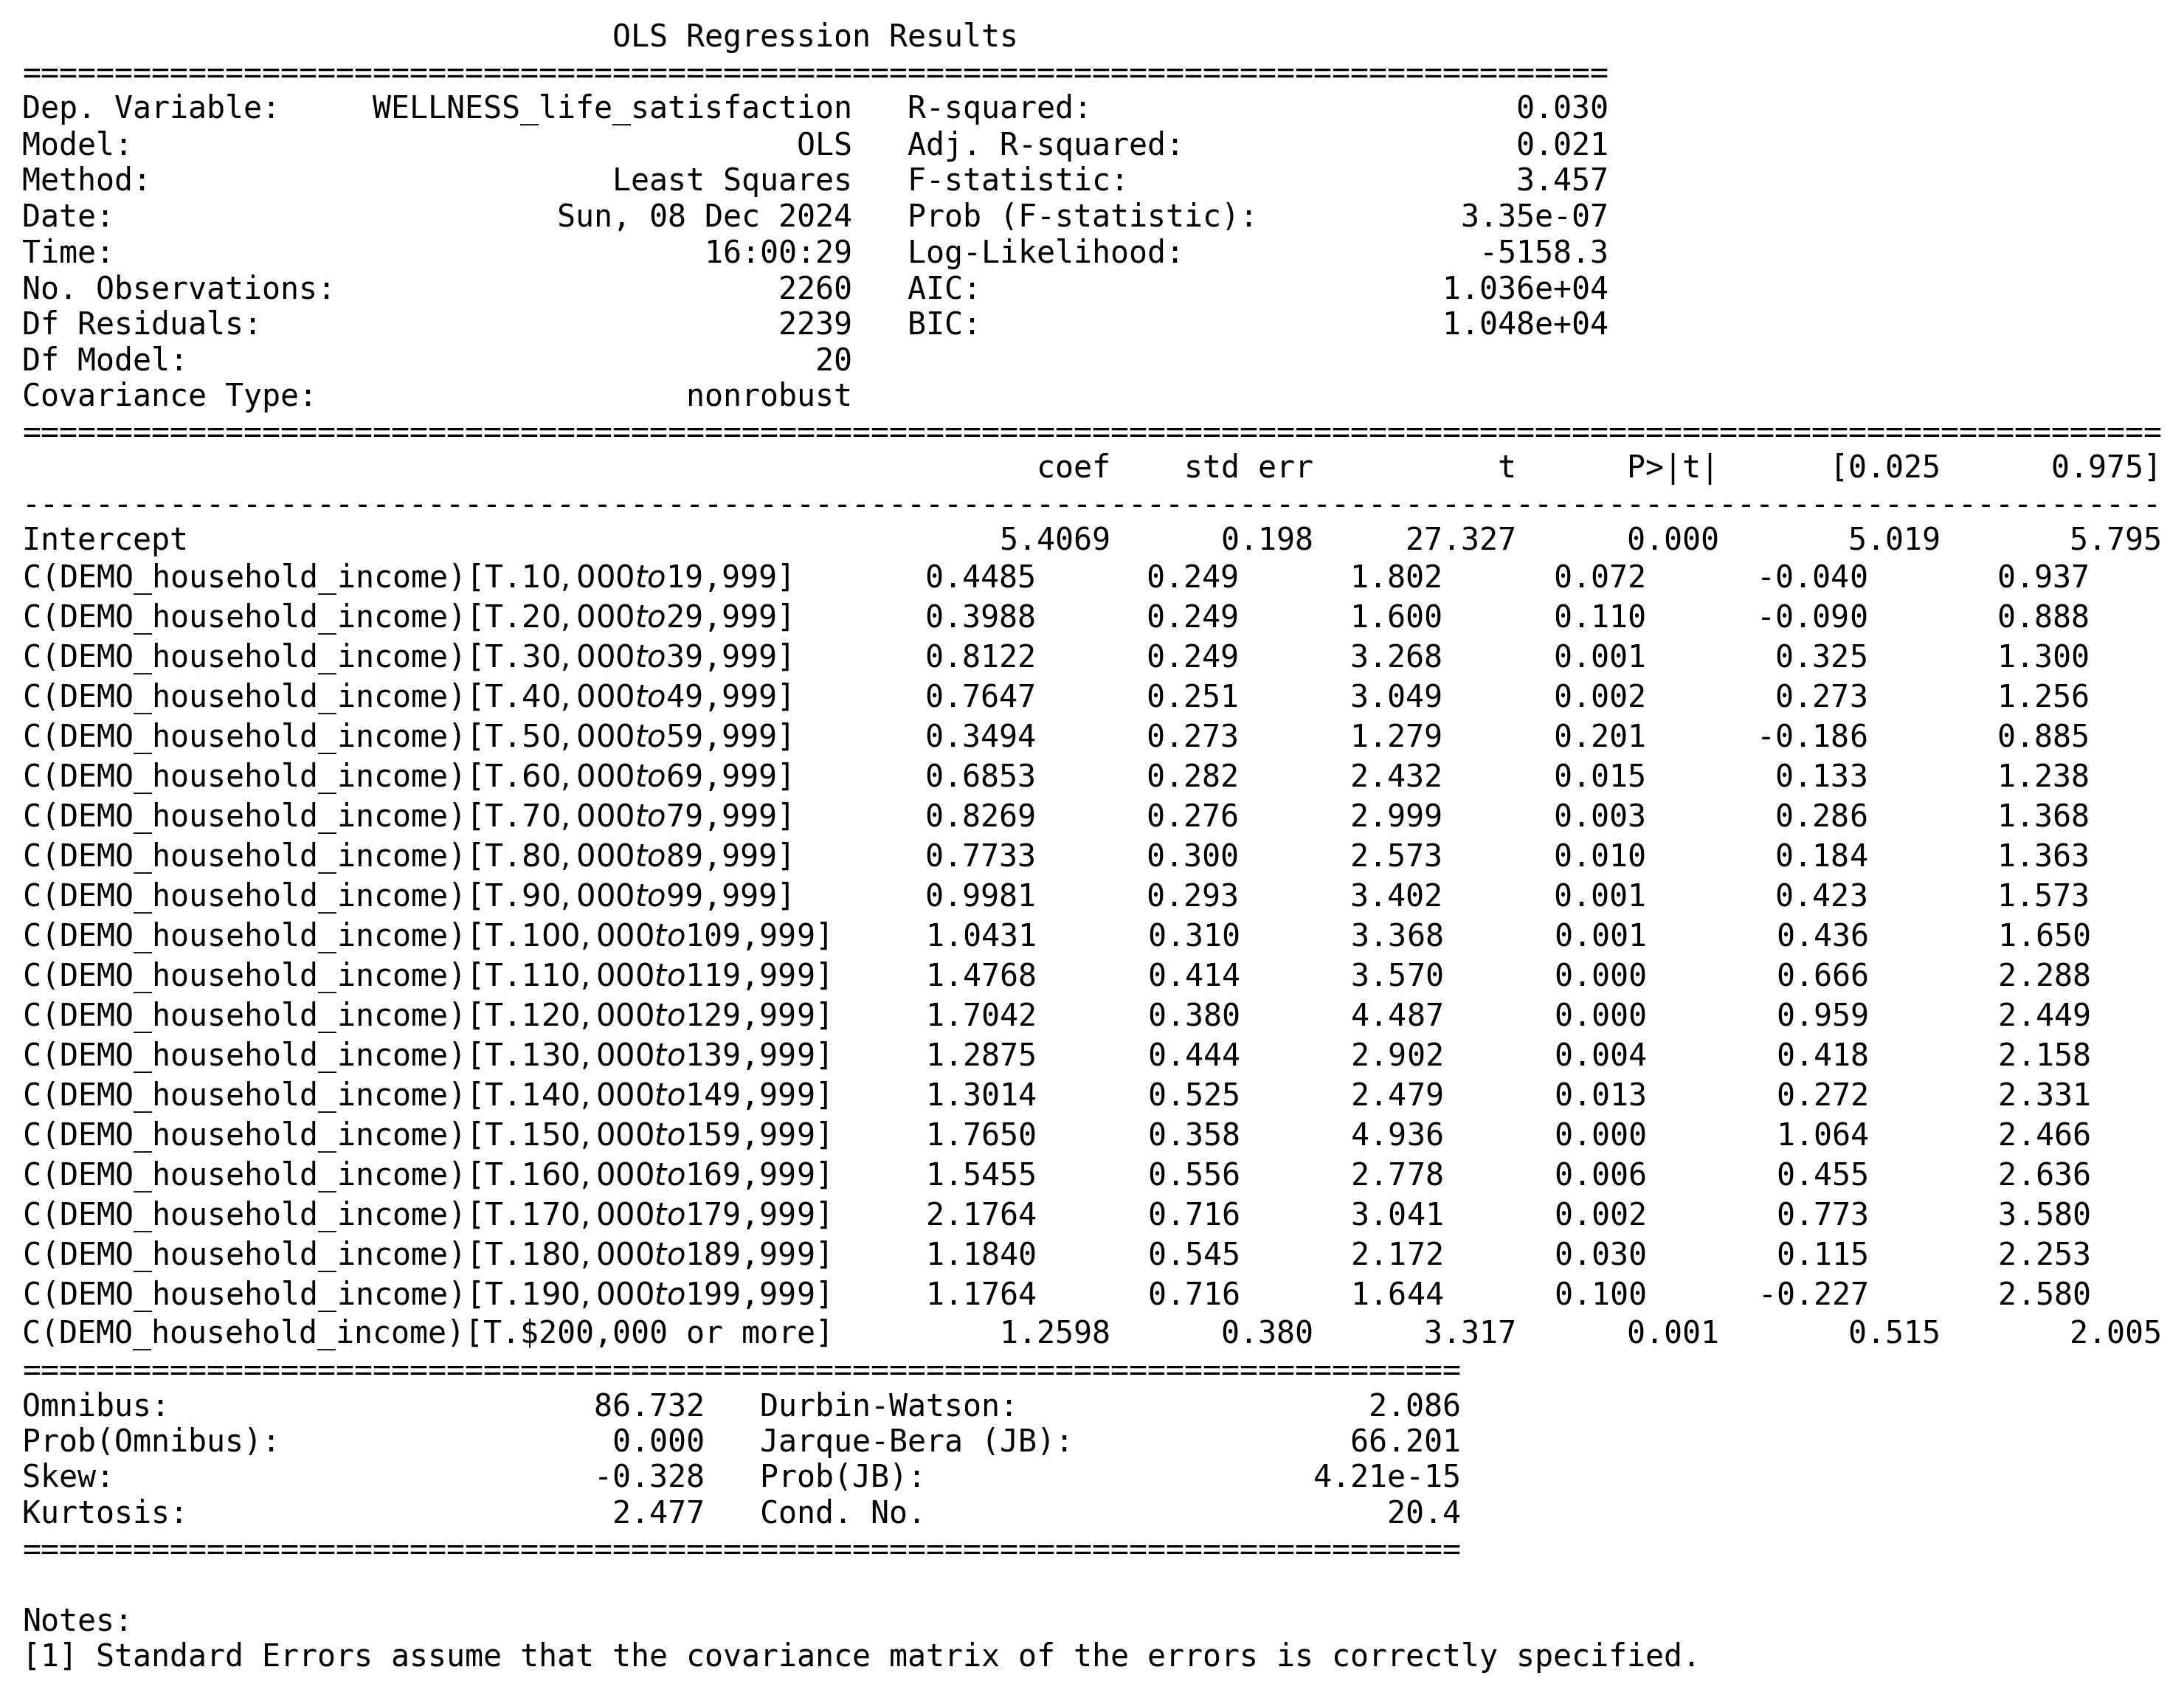 OLS Regression Results
==============================================================================
Dep. Variable: WELLNESS_life_satisfaction R-squared: 0.030
Model: OLS Adj. R-squared: 0.021
Method: Least Squares F-statistic: 3.457
Date: Sun, 08 Dec 2024 Prob (F-statistic): 3.35e-07
Time: 16:00:29 Log-Likelihood: -5158.3
No. Observations: 2260 AIC: 1.036e+04
Df Residuals: 2239 BIC: 1.048e+04
Df Model: 20
Covariance Type: nonrobust
==============================================================================
coef std err t P>|t| [0.025 0.975]
------------------------------------------------------------------------------
Intercept 5.4069 0.198 27.327 0.000 5.019 5.795
C(DEMO_household_income)[T.10,000to19,999] 0.4485 0.249 1.802 0.072 -0.040 0.937
C(DEMO_household_income)[T.20,000to29,999] 0.3988 0.249 1.600 0.110 -0.090 0.888
C(DEMO_household_income)[T.30,000to39,999] 0.8122 0.249 3.268 0.001 0.325 1.300
C(DEMO_household_income)[T.40,000to49,999] 0.7647 0.251 3.049 0.002 0.273 1.256
C(DEMO_household_income)[T.50,000to59,999] 0.3494 0.273 1.279 0.201 -0.186 0.885
C(DEMO_household_income)[T.60,000to69,999] 0.6853 0.282 2.432 0.015 0.133 1.238
C(DEMO_household_income)[T.70,000to79,999] 0.8269 0.276 2.999 0.003 0.286 1.368
C(DEMO_household_income)[T.80,000to89,999] 0.7733 0.300 2.573 0.010 0.184 1.363
C(DEMO_household_income)[T.90,000to99,999] 0.9981 0.293 3.402 0.001 0.423 1.573
C(DEMO_household_income)[T.100,000to109,999] 1.0431 0.310 3.368 0.001 0.436 1.650
C(DEMO_household_income)[T.110,000to119,999] 1.4768 0.414 3.570 0.000 0.666 2.288
C(DEMO_household_income)[T.120,000to129,999] 1.7042 0.380 4.487 0.000 0.959 2.449
C(DEMO_household_income)[T.130,000to139,999] 1.2875 0.444 2.902 0.004 0.418 2.158
C(DEMO_household_income)[T.140,000to149,999] 1.3014 0.525 2.479 0.013 0.272 2.331
C(DEMO_household_income)[T.150,000to159,999] 1.7650 0.358 4.936 0.000 1.064 2.466
C(DEMO_household_income)[T.160,000to169,999] 1.5455 0.556 2.778 0.006 0.455 2.636
C(DEMO_household_income)[T.170,000to179,999] 2.1764 0.716 3.041 0.002 0.773 3.580
C(DEMO_household_income)[T.180,000to189,999] 1.1840 0.545 2.172 0.030 0.115 2.253
C(DEMO_household_income)[T.190,000to199,999] 1.1764 0.716 1.644 0.100 -0.227 2.580
C(DEMO_household_income)[T.$200,000 or more] 1.2598 0.380 3.317 0.001 0.515 2.005
==============================================================================
Omnibus: 86.732 Durbin-Watson: 2.086
Prob(Omnibus): 0.000 Jarque-Bera (JB): 66.201
Skew: -0.328 Prob(JB): 4.21e-15
Kurtosis: 2.477 Cond. No. 20.4
==============================================================================
Notes:
[1] Standard Errors assume that the covariance matrix of the errors is correctly specified.